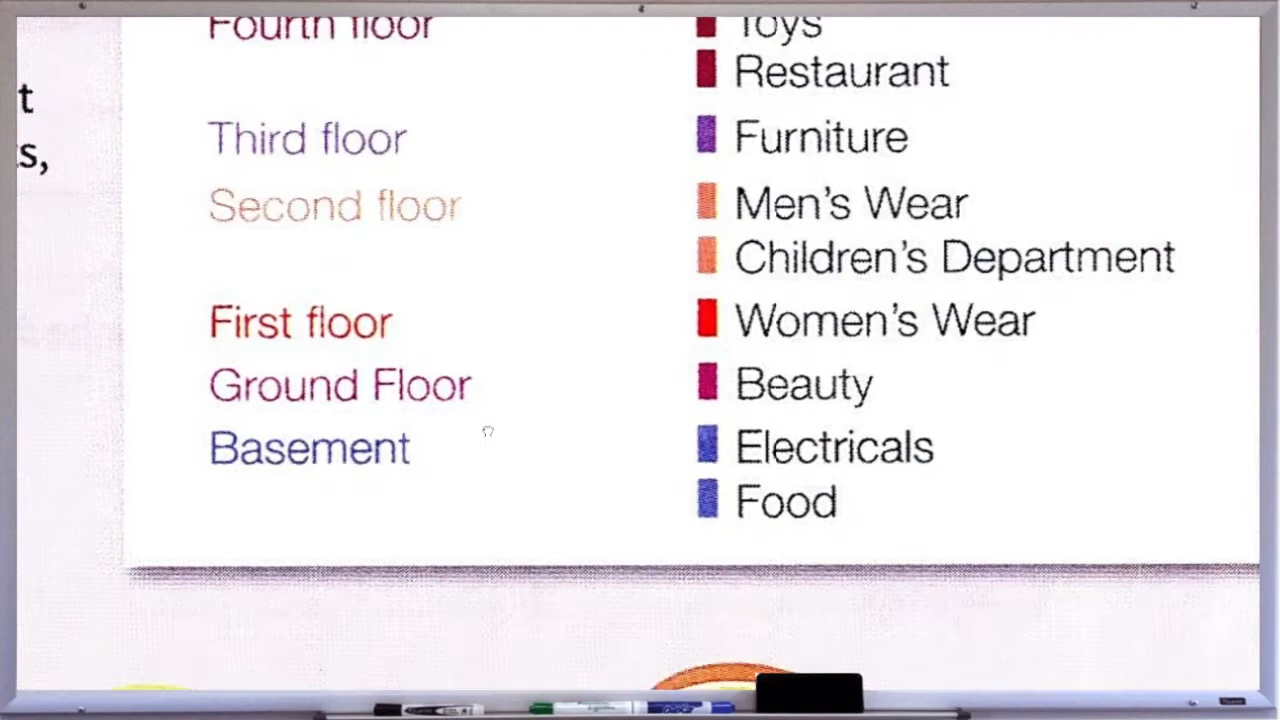 Fourth floor Toys
t Restaurant
Third floor Furniture
s,
Second floor Men's Wear
Children's Department
First floor Women's Wear
Ground Floor Beauty
Basement Electricals
Food